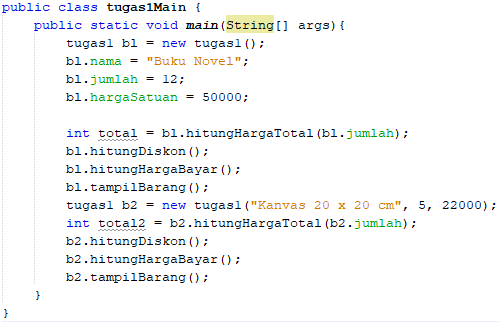 public class tugas1Main {
    public static void main(String[] args){
        tugas1 b1 = new tugas1();
        b1.nama = "Buku Novel";
        b1.jumlah = 12;
        b1.hargaSatuan = 50000;

        int total = b1.hitungHargaTotal(b1.jumlah);
        b1.hitungDiskon();
        b1.hitungHargaBayar();
        b1.tampilBarang();
        tugas1 b2 = new tugas1("Kanvas 20 x 20 cm", 5, 22000);
        int total2 = b2.hitungHargaTotal(b2.jumlah);
        b2.hitungDiskon();
        b2.hitungHargaBayar();
        b2.tampilBarang();
    }
}